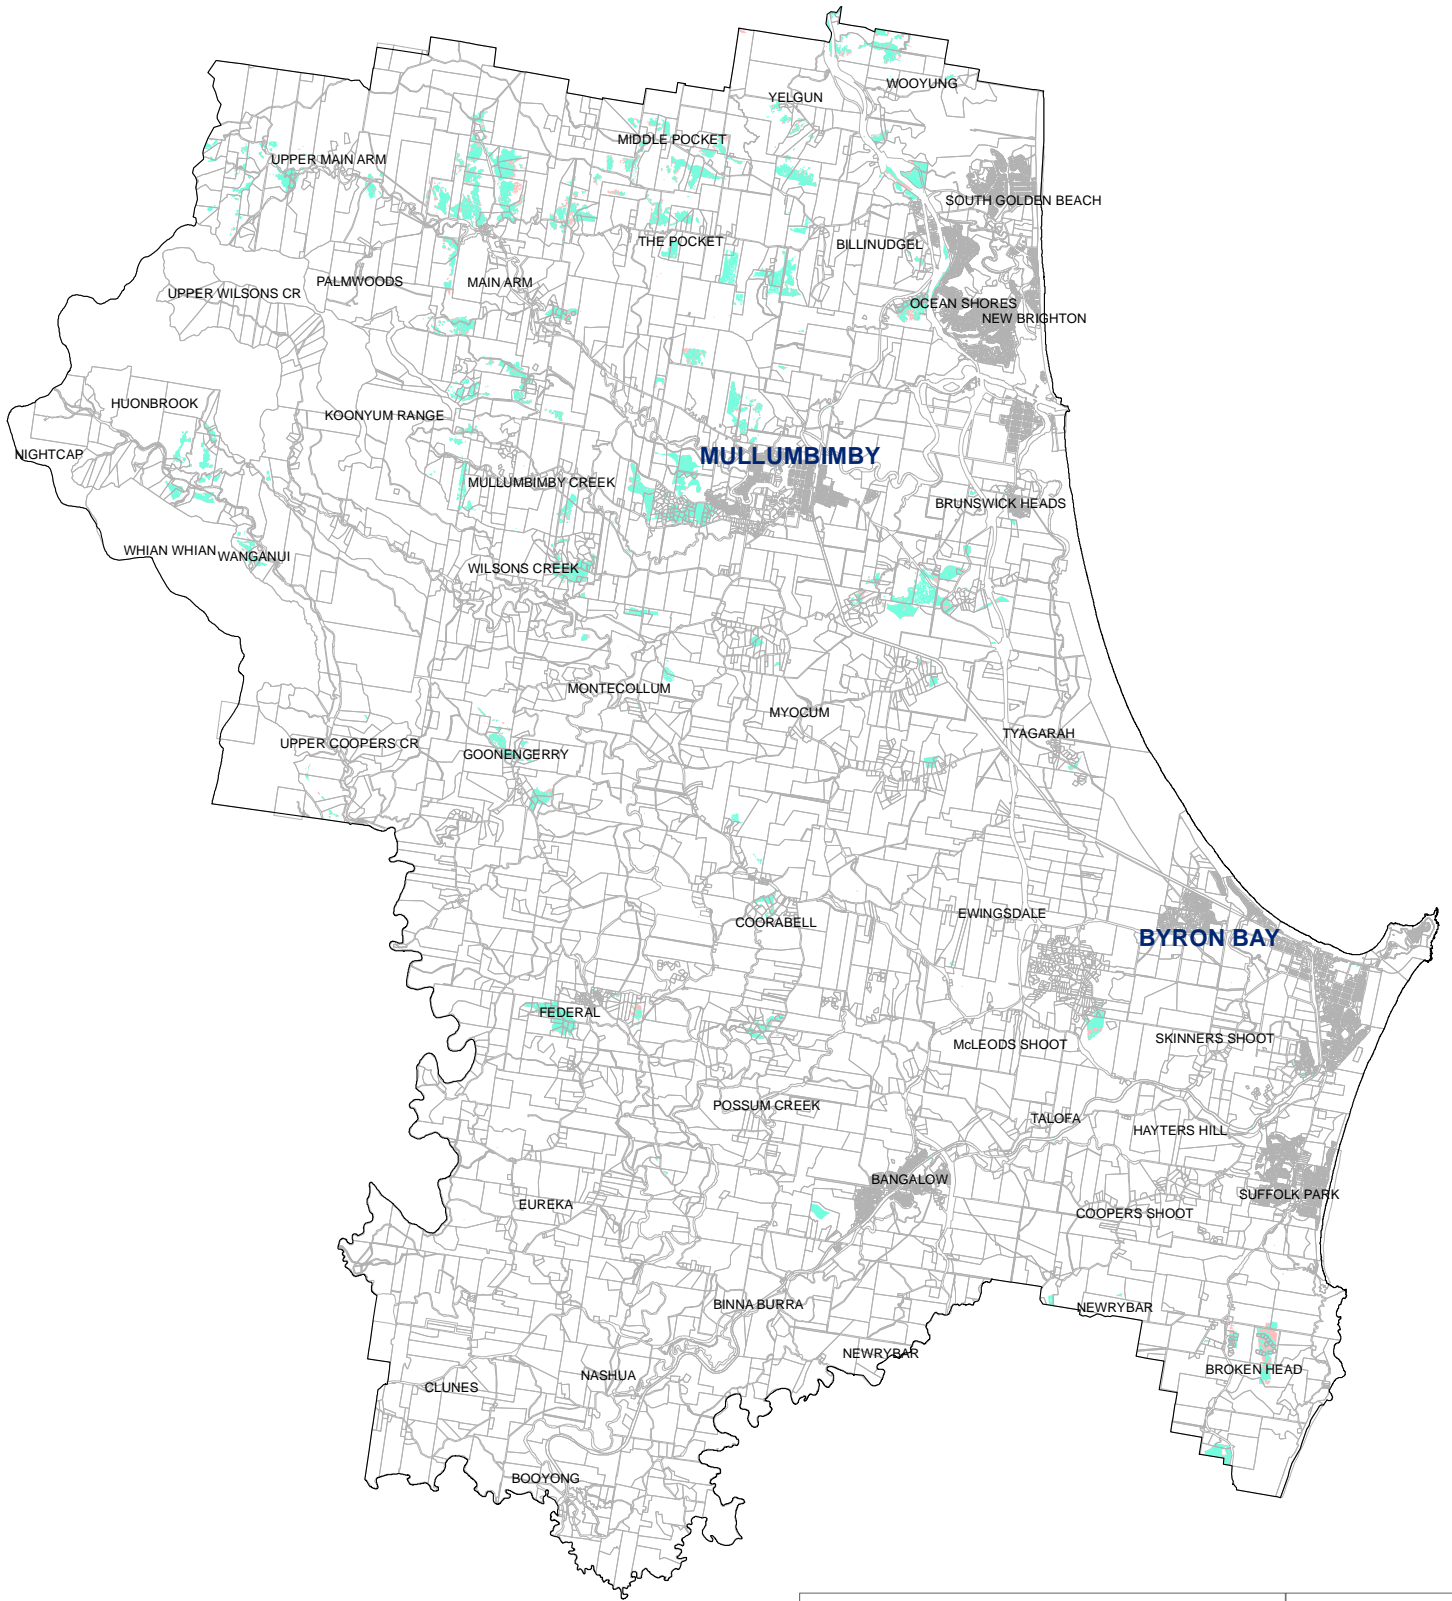 WOOYUNG
YELGUN
MIDDLE POCKET
UPPER MAIN ARM
SOUTH GOLDEN BEACH
THE POCKET
BILLINUDGEL
PALMWOODS
MAIN ARM
UPPER WILSONS CR
OCEAN SHORES
NEW BRIGHTON
HUONBROOK
KOONYUM RANGE
NIGHTCAP
MULLUMBIMBY
MULLUMBIMBY CREEK
BRUNSWICK HEADS
WHIAN WHIAN
WANGANUI
WILSONS CREEK
MONTECOLLUM
MYOCUM
TYAGARAH
UPPER COOPERS CR
GOONENGERRY
EWINGSDALE
COORABELL
BYRON BAY
FEDERAL
McLEODS SHOOT
SKINNERS SHOOT
POSSUM CREEK
TALOFA
HAYTERS HILL
BANGALOW
SUFFOLK PARK
EUREKA
COOPERS SHOOT
BINNA BURRA
NEWRYBAR
NEWRYBAR
BROKEN HEAD
NASHUA
CLUNES
BOOYONG